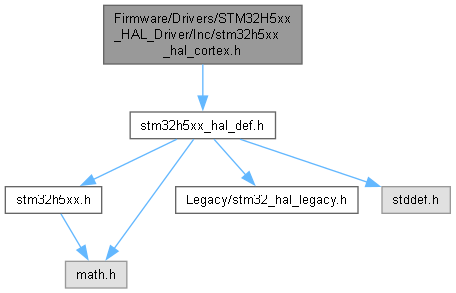 Firmware/Drivers/STM32H5xx
_HAL_Driver/Inc/stm32h5xx
_hal_cortex.h
stm32h5xx_hal_def.h
stm32h5xx.h
Legacy/stm32_hal_legacy.h
stddef.h
math.h